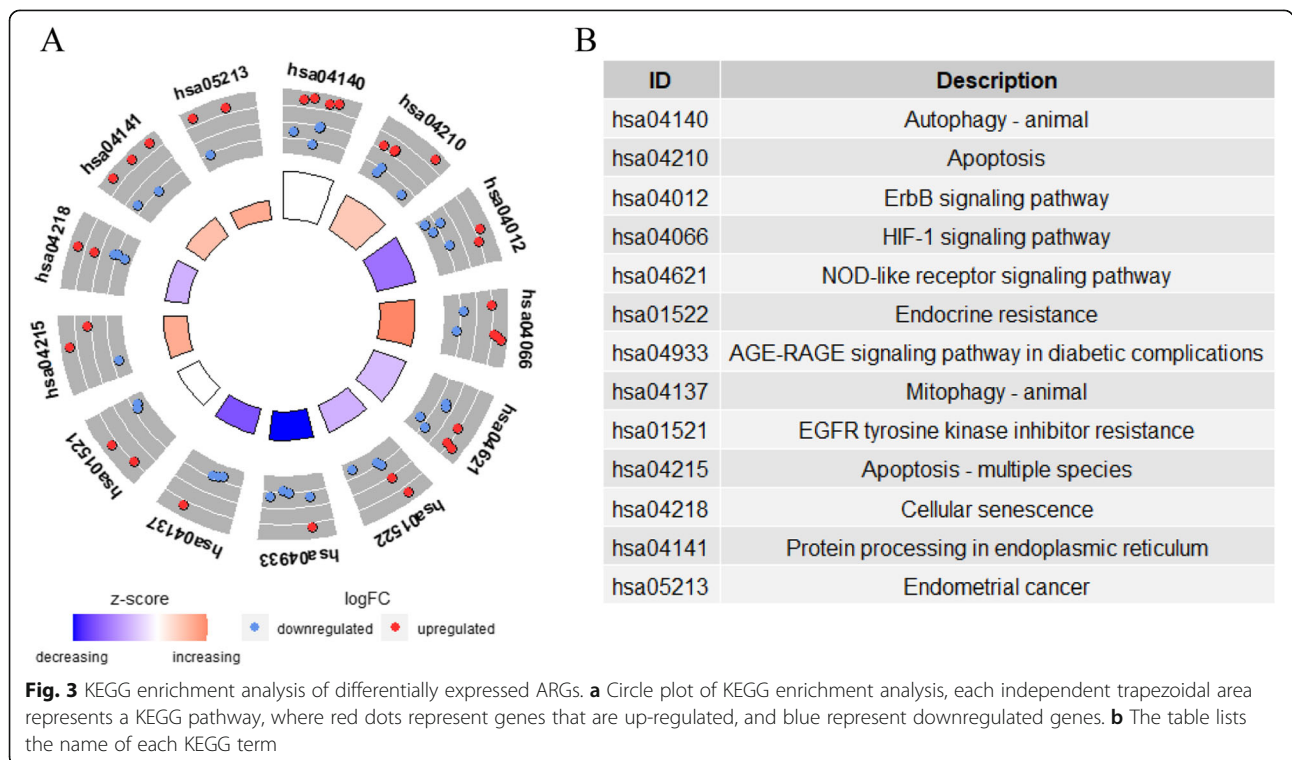 A
B
hsa04140
hsa04210
hsa04012
hsa04066
hsa04621
hsa01522
hsa04933
hsa04137
hsa01521
hsa04215
hsa04218
hsa04141
hsa05213
z-score
logFC
decreasing
increasing
downregulated
upregulated
ID Description
hsa04140 Autophagy - animal
hsa04210 Apoptosis
hsa04012 ErbB signaling pathway
hsa04066 HIF-1 signaling pathway
hsa04621 NOD-like receptor signaling pathway
hsa01522 Endocrine resistance
hsa04933 AGE-RAGE signaling pathway in diabetic complications
hsa04137 Mitophagy - animal
hsa01521 EGFR tyrosine kinase inhibitor resistance
hsa04215 Apoptosis - multiple species
hsa04218 Cellular senescence
hsa04141 Protein processing in endoplasmic reticulum
hsa05213 Endometrial cancer
Fig. 3 KEGG enrichment analysis of differentially expressed ARGs. a Circle plot of KEGG enrichment analysis, each independent trapezoidal area
represents a KEGG pathway, where red dots represent genes that are up-regulated, and blue represent downregulated genes. b The table lists
the name of each KEGG term